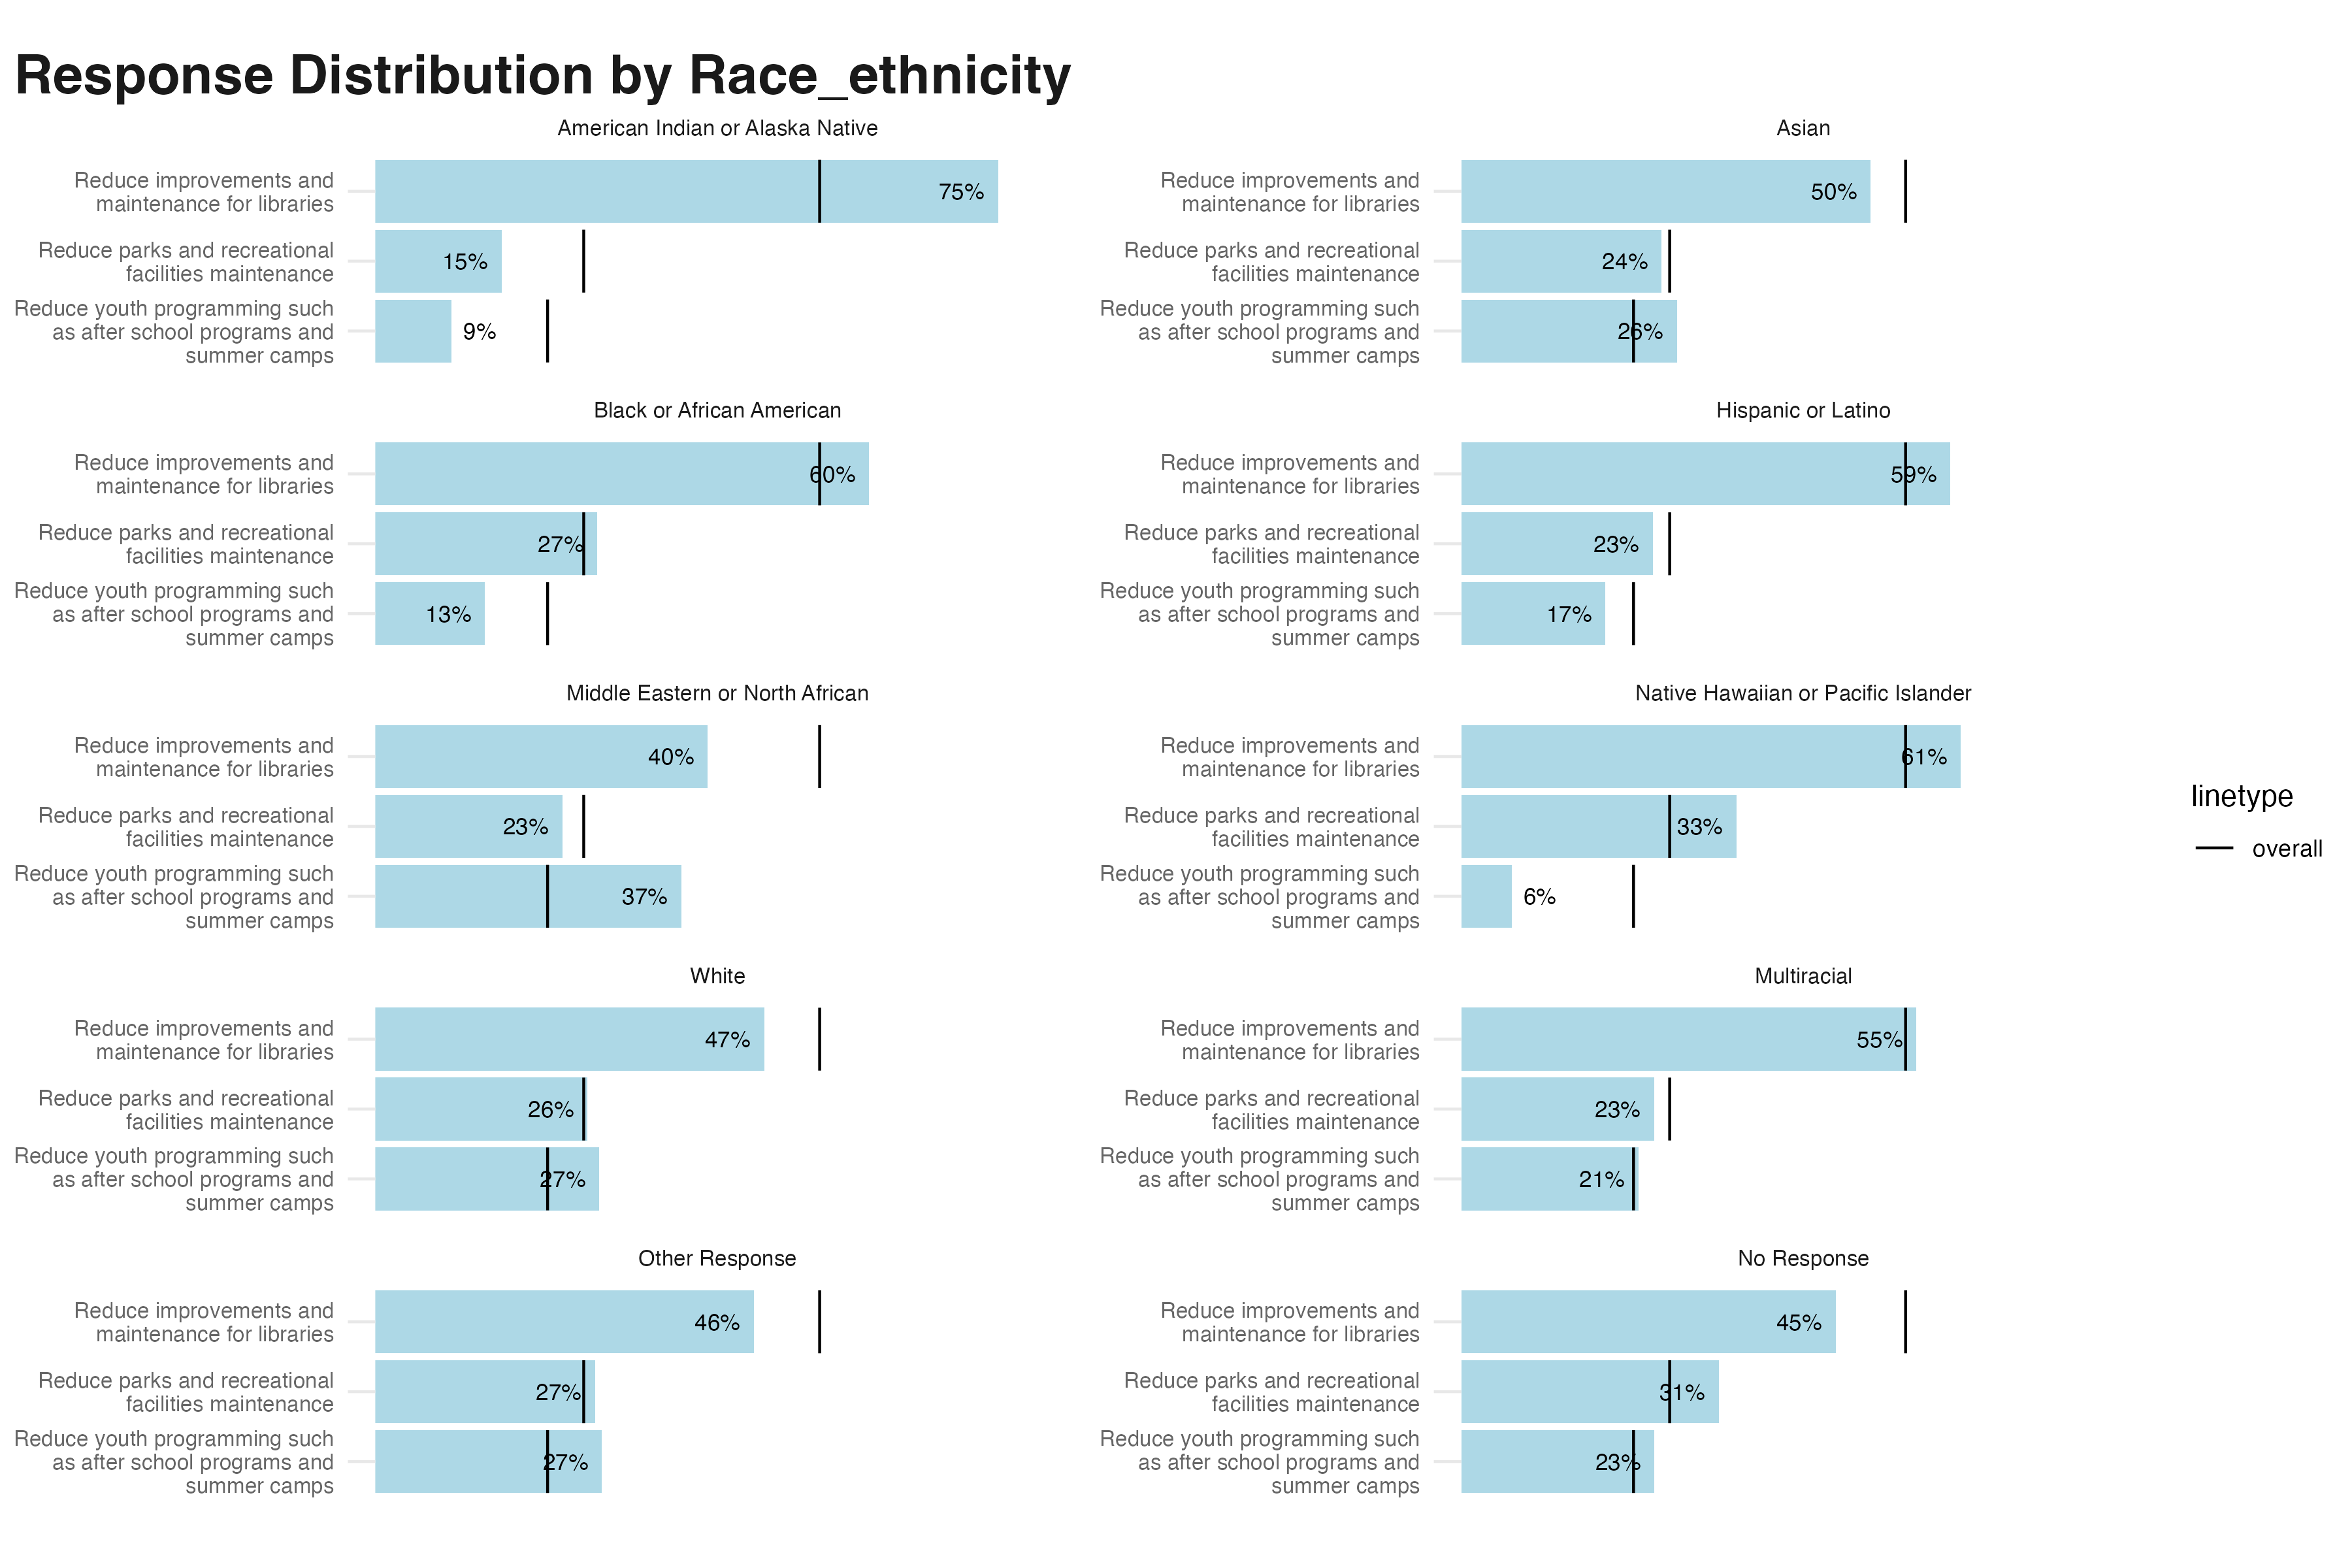 Response Distribution by Race_ethnicity
American Indian or Alaska Native
Reduce improvements and
maintenance for libraries
75%
Reduce parks and recreational
facilities maintenance
15%
Reduce youth programming such
as after school programs and
summer camps
9%
Asian
Reduce improvements and
maintenance for libraries
50%
Reduce parks and recreational
facilities maintenance
24%
Reduce youth programming such
as after school programs and
summer camps
26%
Black or African American
Reduce improvements and
maintenance for libraries
60%
Reduce parks and recreational
facilities maintenance
27%
Reduce youth programming such
as after school programs and
summer camps
13%
Hispanic or Latino
Reduce improvements and
maintenance for libraries
59%
Reduce parks and recreational
facilities maintenance
23%
Reduce youth programming such
as after school programs and
summer camps
17%
Middle Eastern or North African
Reduce improvements and
maintenance for libraries
40%
Reduce parks and recreational
facilities maintenance
23%
Reduce youth programming such
as after school programs and
summer camps
37%
Native Hawaiian or Pacific Islander
Reduce improvements and
maintenance for libraries
61%
Reduce parks and recreational
facilities maintenance
33%
Reduce youth programming such
as after school programs and
summer camps
6%
White
Reduce improvements and
maintenance for libraries
47%
Reduce parks and recreational
facilities maintenance
26%
Reduce youth programming such
as after school programs and
summer camps
27%
Multiracial
Reduce improvements and
maintenance for libraries
55%
Reduce parks and recreational
facilities maintenance
23%
Reduce youth programming such
as after school programs and
summer camps
21%
Other Response
Reduce improvements and
maintenance for libraries
46%
Reduce parks and recreational
facilities maintenance
27%
Reduce youth programming such
as after school programs and
summer camps
27%
No Response
Reduce improvements and
maintenance for libraries
45%
Reduce parks and recreational
facilities maintenance
31%
Reduce youth programming such
as after school programs and
summer camps
23%
linetype
overall